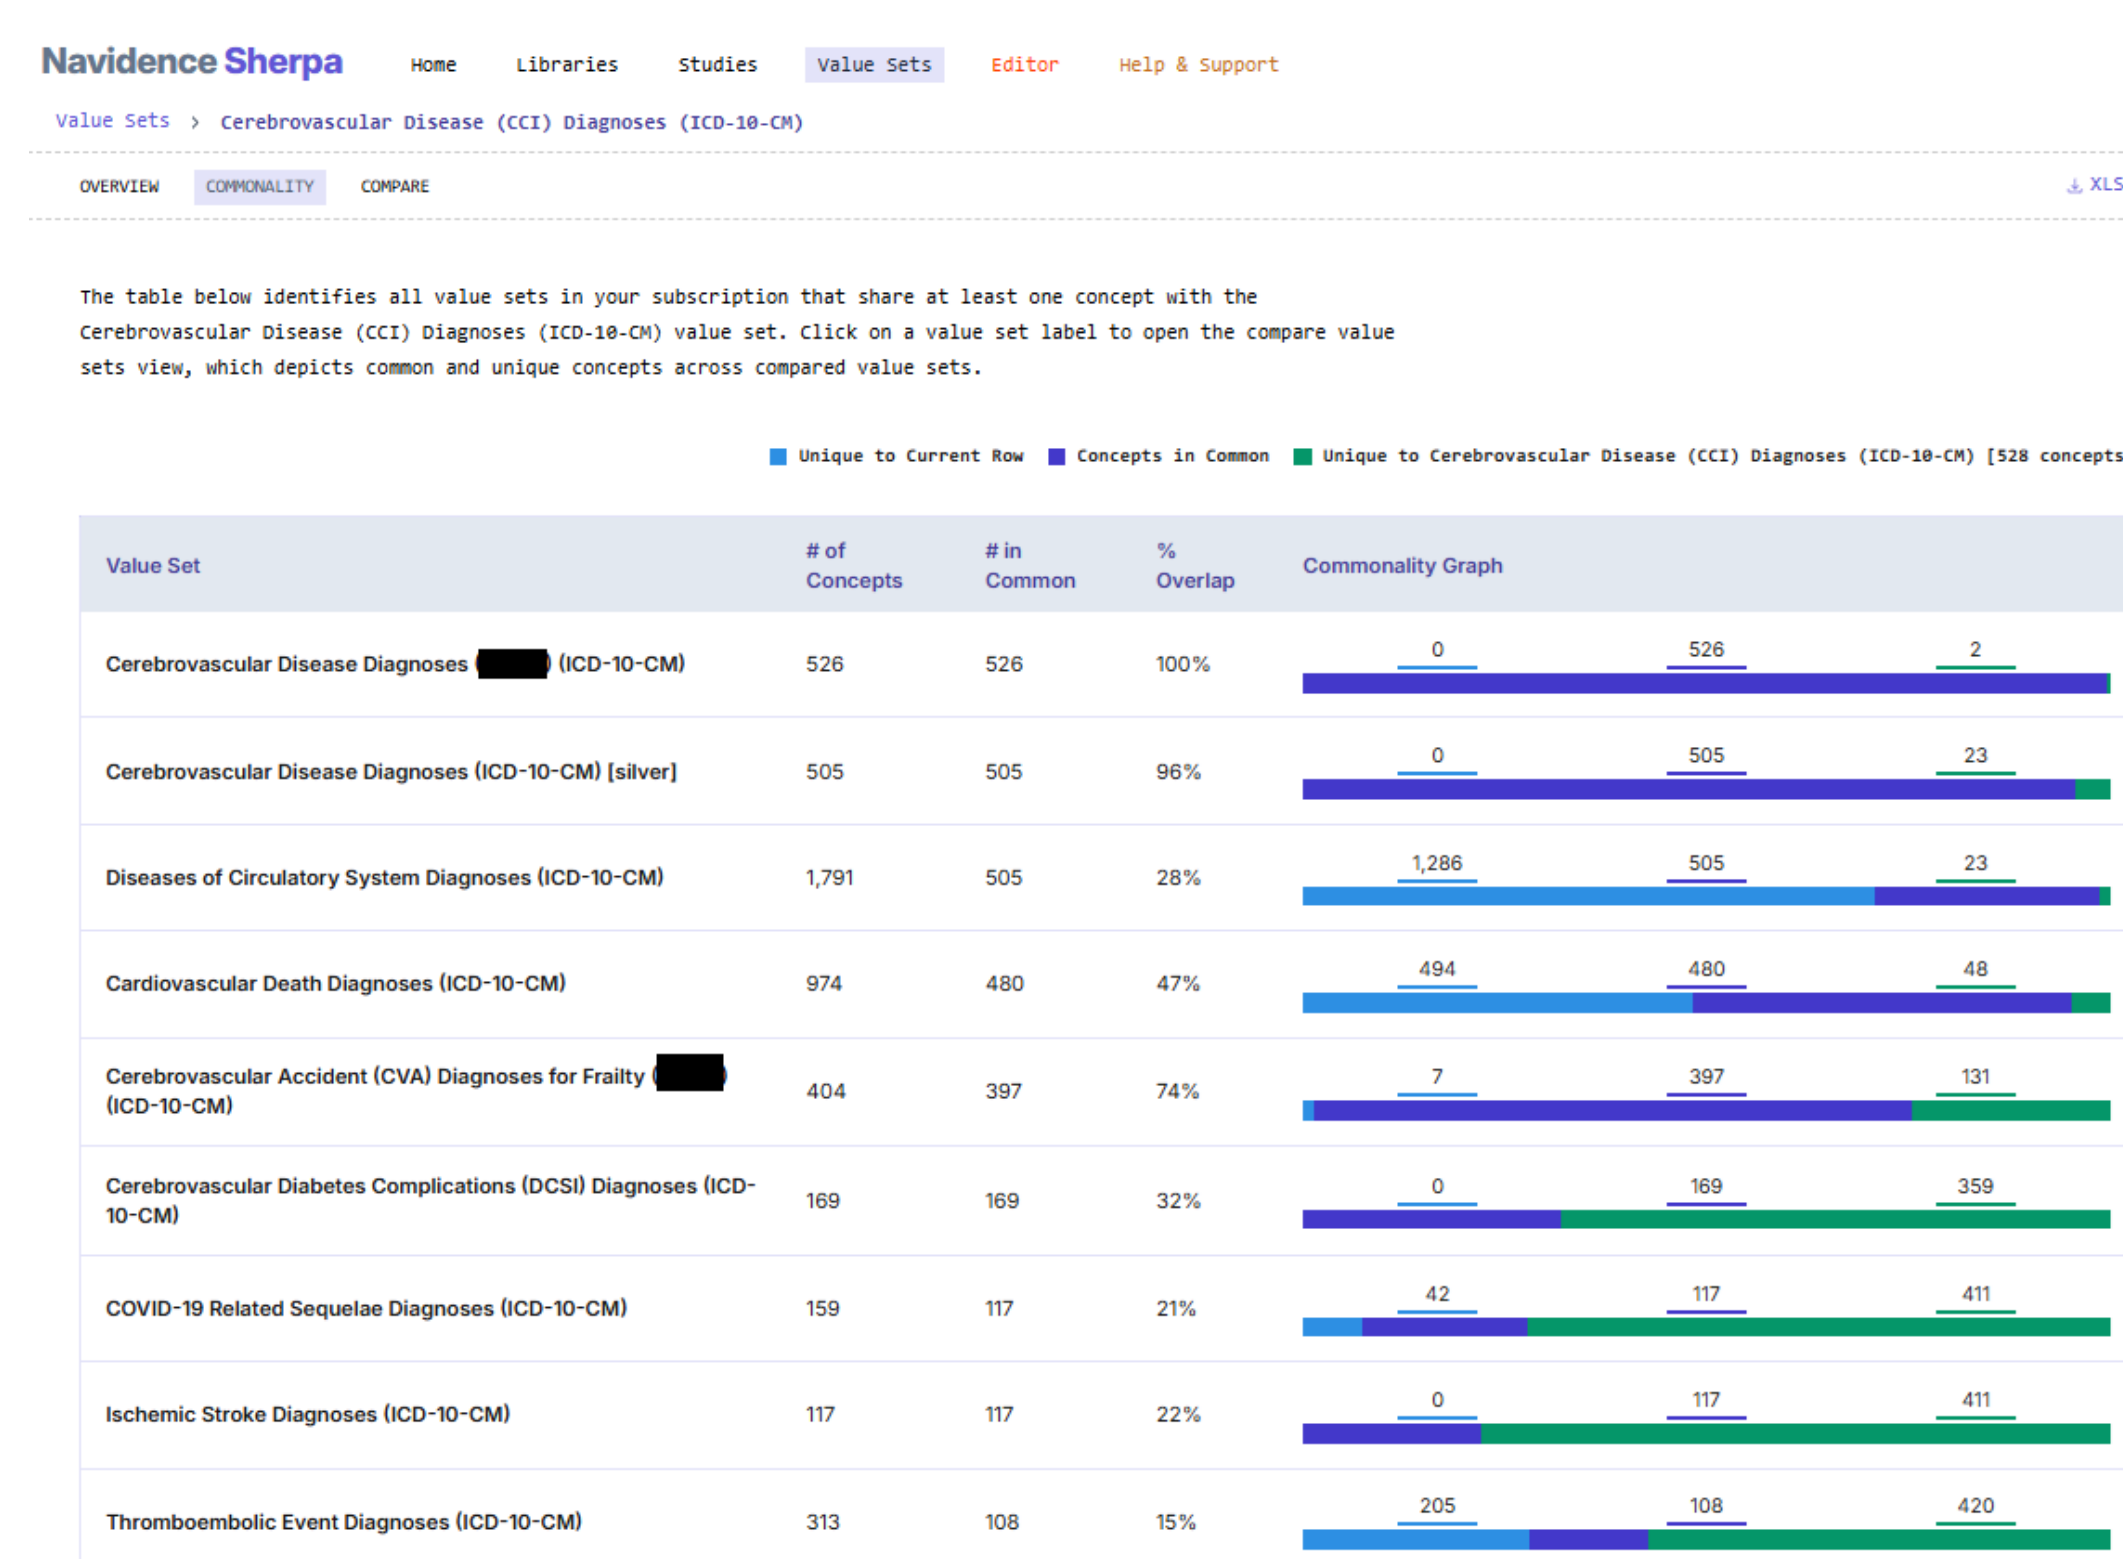 Navidence Sherpa
Home Libraries Studies Value Sets Editor Help & Support
Value Sets > Cerebrovascular Disease (CCI) Diagnoses (ICD-10-CM)
OVERVIEW COMMONALITY COMPARE
XLS
The table below identifies all value sets in your subscription that share at least one concept with the
Cerebrovascular Disease (CCI) Diagnoses (ICD-10-CM) value set. Click on a value set label to open the compare value
sets view, which depicts common and unique concepts across compared value sets.
Unique to Current Row Concepts in Common Unique to Cerebrovascular Disease (CCI) Diagnoses (ICD-10-CM) [528 concepts
Value Set # of Concepts # in Common % Overlap Commonality Graph
Cerebrovascular Disease Diagnoses ( ) (ICD-10-CM) 526 526 100% 0 526 2
Cerebrovascular Disease Diagnoses (ICD-10-CM) [silver] 505 505 96% 0 505 23
Diseases of Circulatory System Diagnoses (ICD-10-CM) 1,791 505 28% 1,286 505 23
Cardiovascular Death Diagnoses (ICD-10-CM) 974 480 47% 494 480 48
Cerebrovascular Accident (CVA) Diagnoses for Frailty ( )
(ICD-10-CM) 404 397 74% 7 397 131
Cerebrovascular Diabetes Complications (DCSI) Diagnoses (ICD-
10-CM) 169 169 32% 0 169 359
COVID-19 Related Sequelae Diagnoses (ICD-10-CM) 159 117 21% 42 117 411
Ischemic Stroke Diagnoses (ICD-10-CM) 117 117 22% 0 117 411
Thromboembolic Event Diagnoses (ICD-10-CM) 313 108 15% 205 108 420